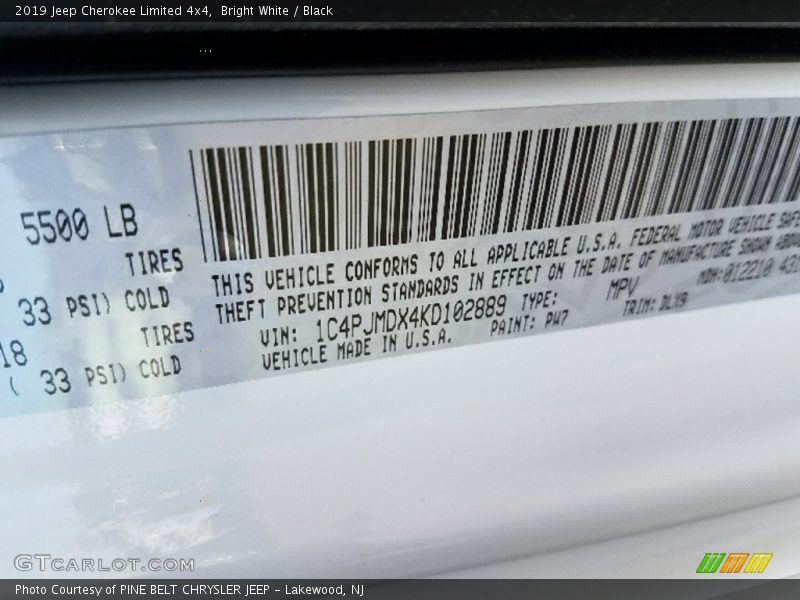 2019 Jeep Cherokee Limited 4x4, Bright White / Black
5500 LB
TIRES
33 PSI) COLD
18 TIRES
( 33 PSI) COLD
THIS VEHICLE CONFORMS TO ALL APPLICABLE U.S.A. FEDERAL MOTOR VEHICLE
THEFT PREVENTION STANDARDS IN EFFECT ON THE DATE OF MANUFACTURE SHOWN
VIN: 1C4PJMDX4KD102889 TYPE: MPV MDH:012210
VEHICLE MADE IN U.S.A. PAINT: PW7 TRIM: DLX9
GTCARLOT.COM
Photo Courtesy of PINE BELT CHRYSLER JEEP – Lakewood, NJ